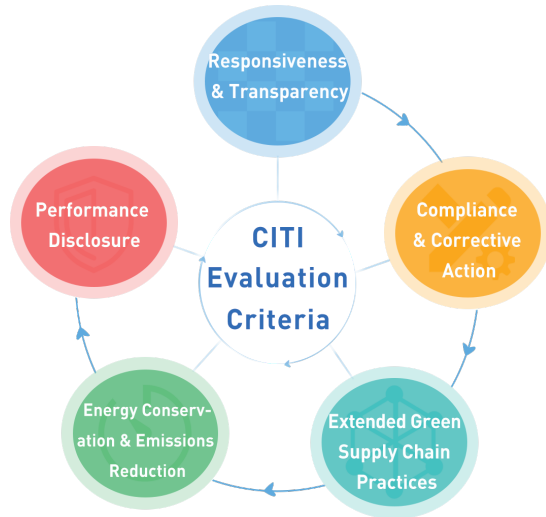 Responsiveness
& Transparency
Compliance
& Corrective
Action
Extended Green
Supply Chain
Practices
Energy Conserv-
ation & Emissions
Reduction
Performance
Disclosure
CITI
Evaluation
Criteria